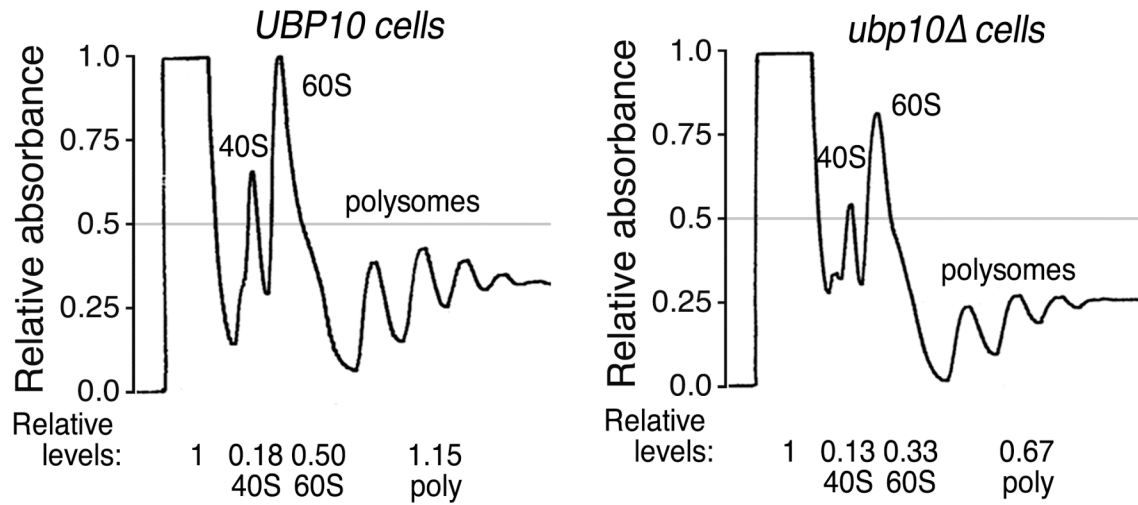 UBP10 cells
Relative absorbance
1.0
0.75
0.5
0.25
0.0
40S
60S
polysomes
Relative
levels: 1 0.18 0.50 1.15
40S 60S poly
ubp10Δ cells
Relative absorbance
1.0
0.75
0.5
0.25
0.0
40S
60S
polysomes
Relative
levels: 1 0.13 0.33 0.67
40S 60S poly